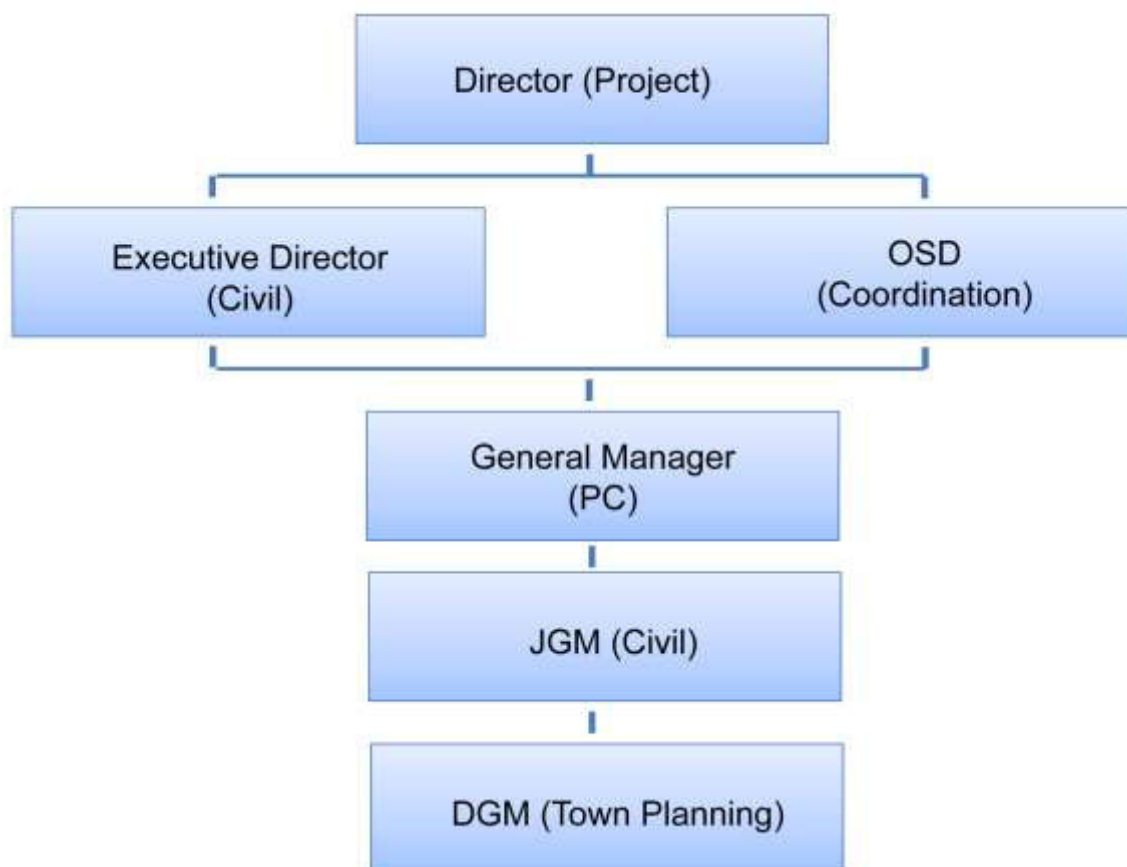 Director (Project)
Executive Director
(Civil)
OSD
(Coordination)
General Manager
(PC)
JGM (Civil)
DGM (Town Planning)